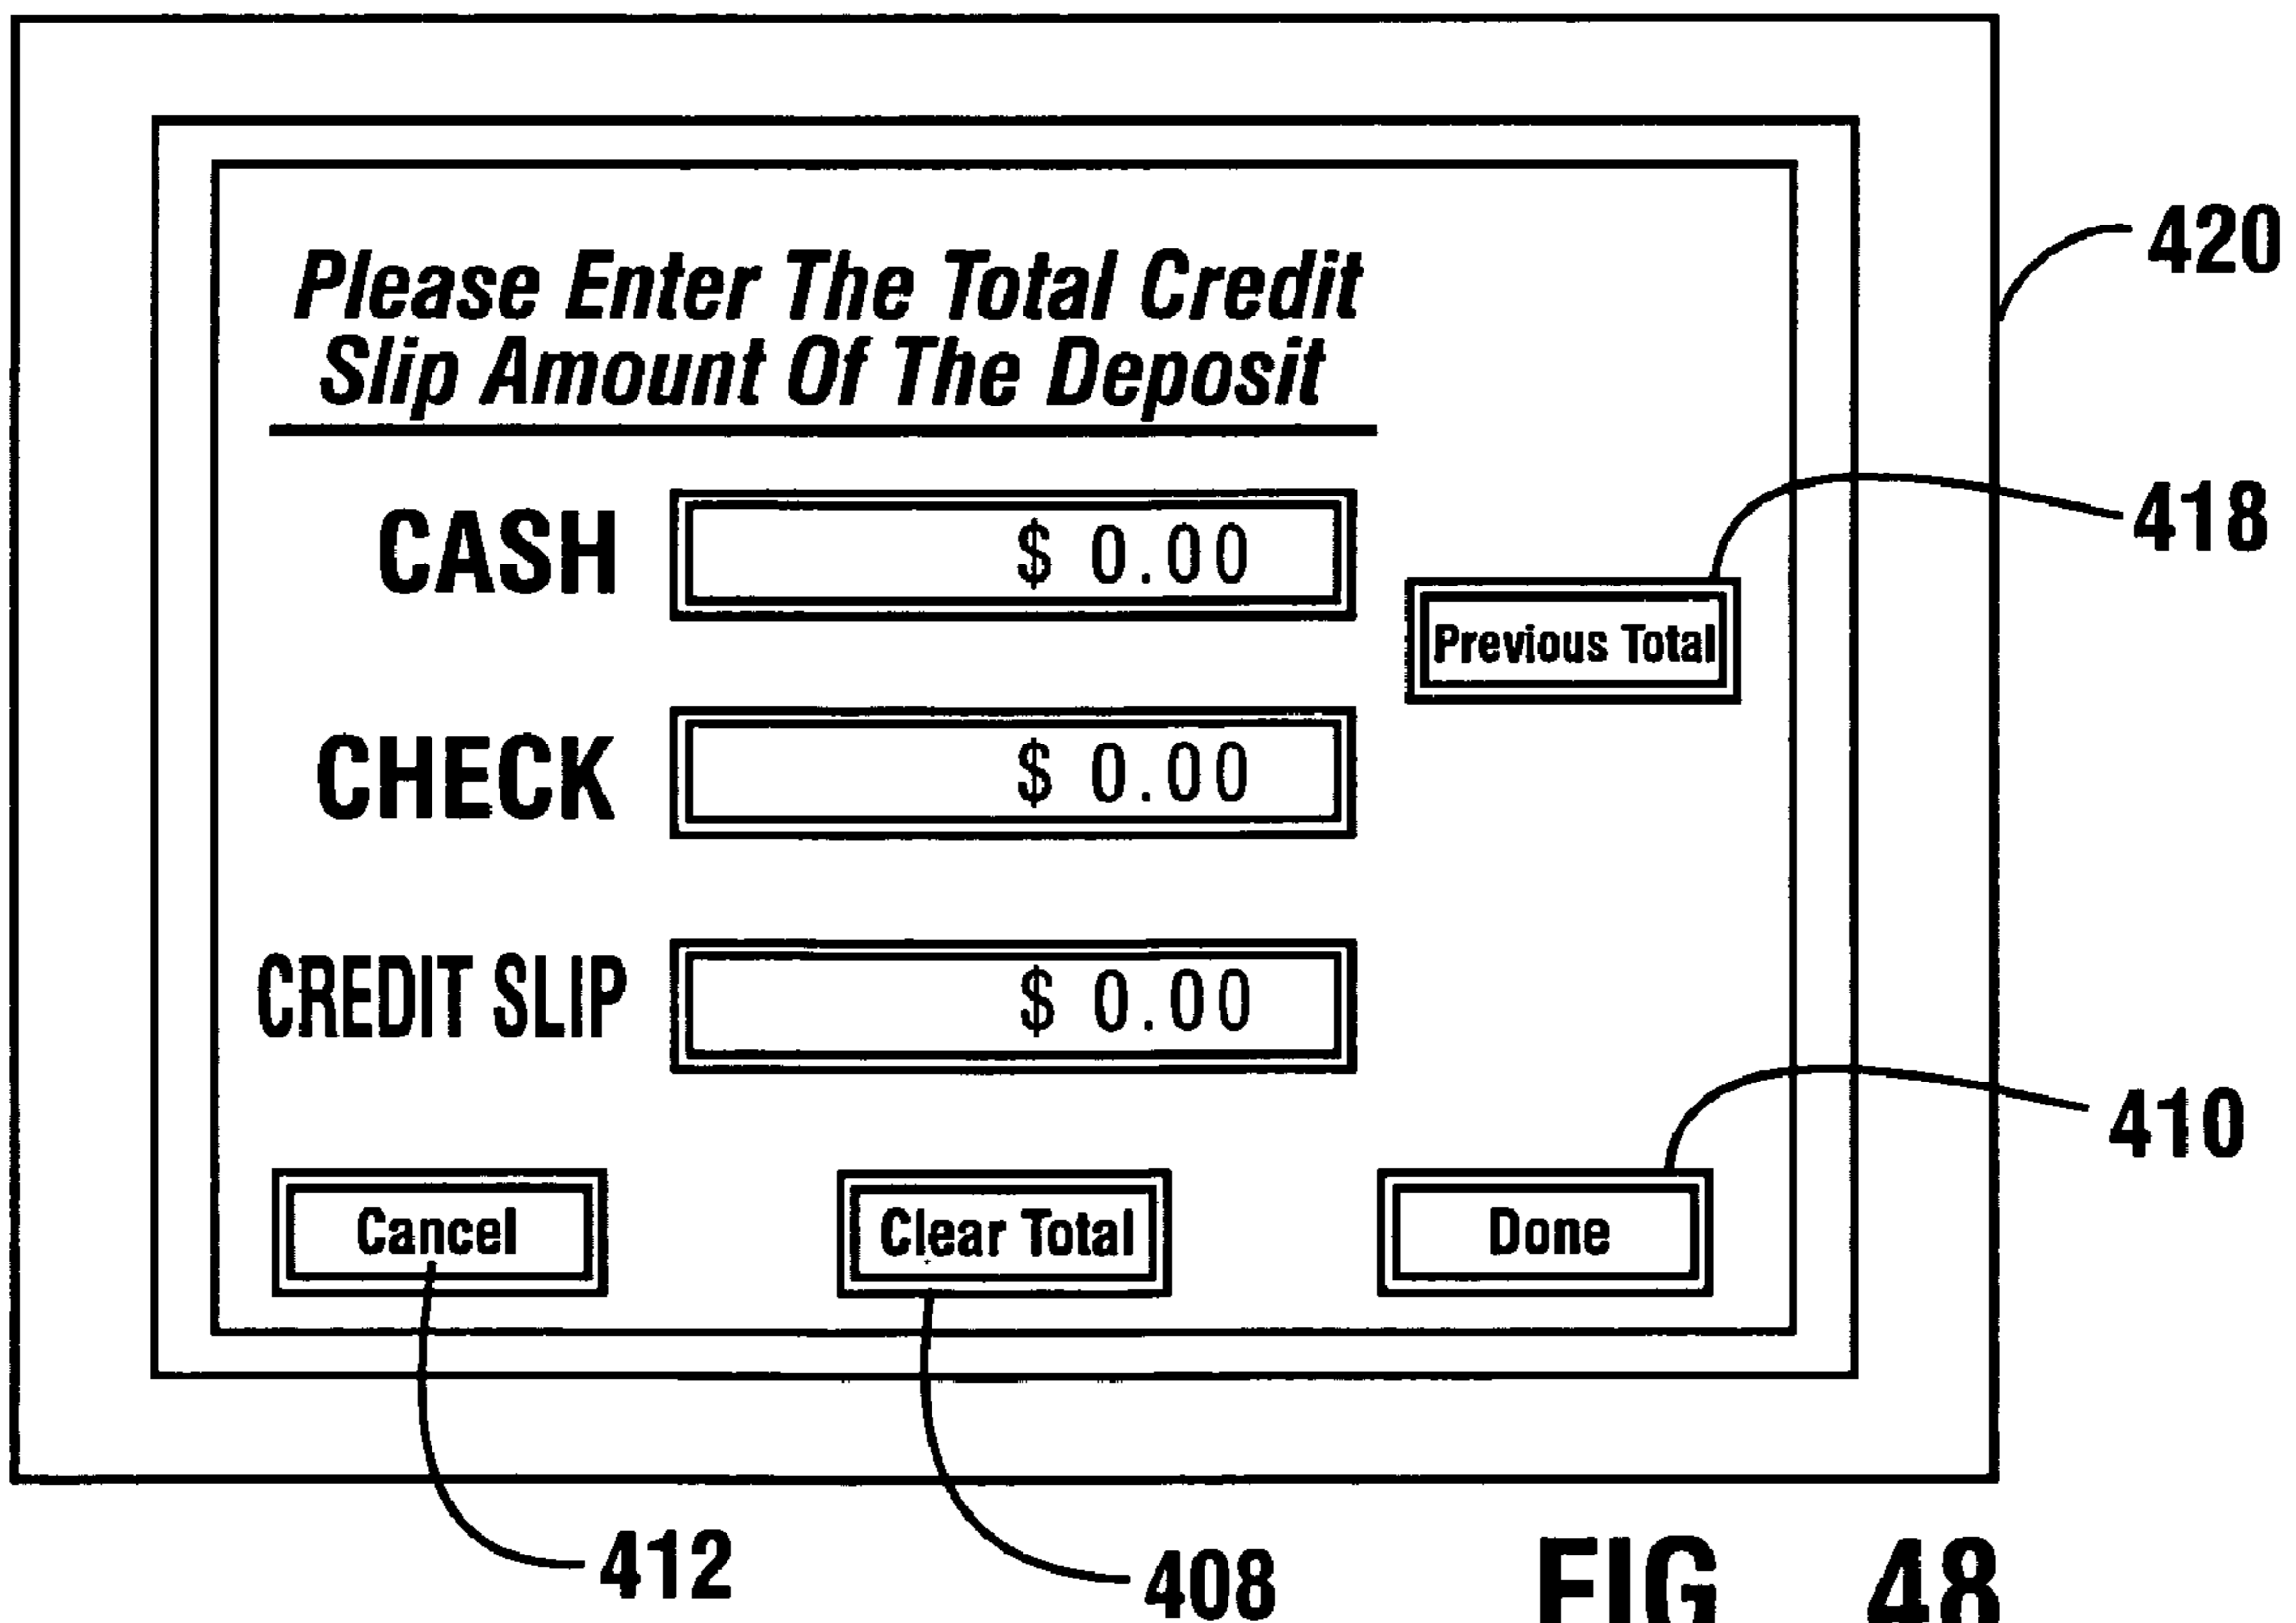 Please Enter The Total Credit
Slip Amount Of The Deposit
420
CASH
$ 0.00
418
Previous Total
CHECK
$ 0.00
CREDIT SLIP
$ 0.00
410
Cancel
Clear Total
Done
412
408
FIG. 48